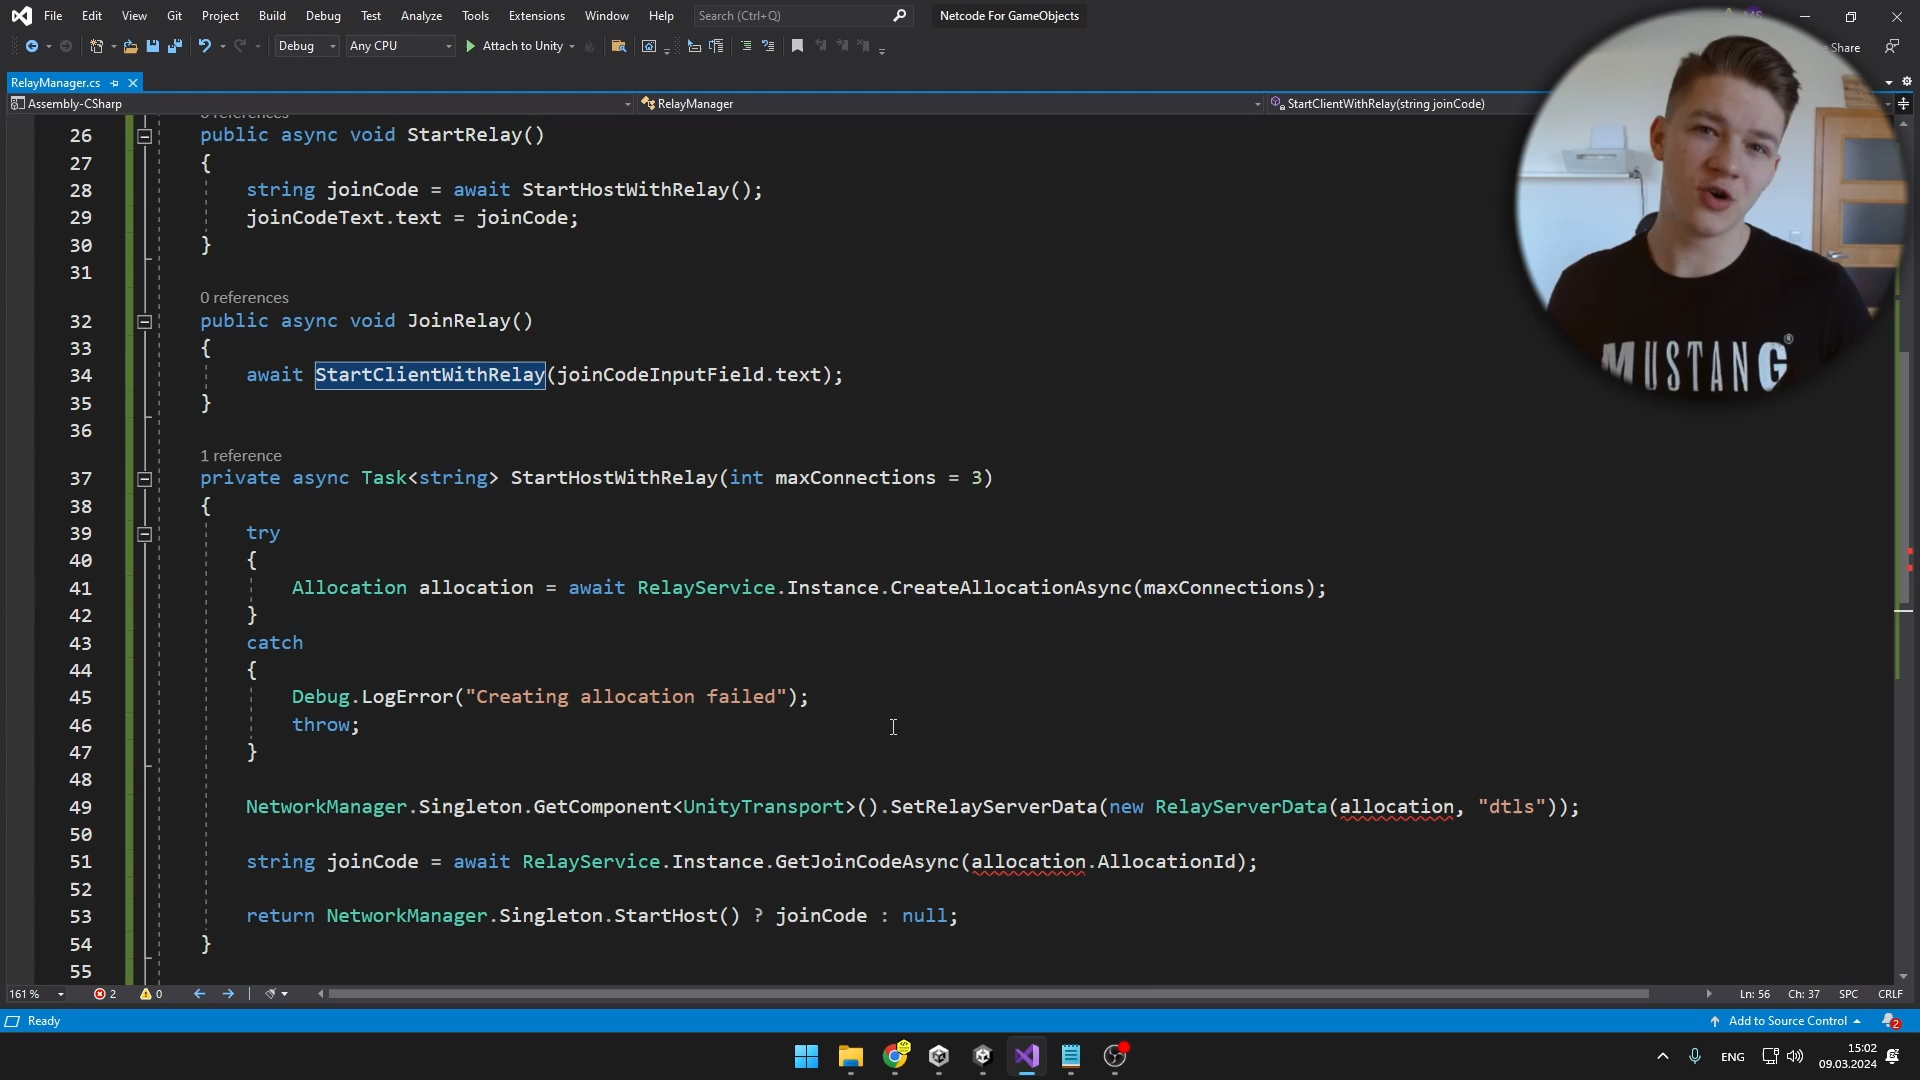 File Edit View Git Project Build Debug Test Analyze Tools Extensions Window Help Search (Ctrl+Q) Netcode For GameObjects
Debug Any CPU Attach to Unity Share
RelayManager.cs
Assembly-CSharp RelayManager StartClientWithRelay(string joinCode)
26 public async void StartRelay()
27 {
28 string joinCode = await StartHostWithRelay();
29 joinCodeText.text = joinCode;
30 }
31
0 references
32 public async void JoinRelay()
33 {
34 await StartClientWithRelay(joinCodeInputField.text);
35 }
36
1 reference
37 private async Task<string> StartHostWithRelay(int maxConnections = 3)
38 {
39 try
40 {
41 Allocation allocation = await RelayService.Instance.CreateAllocationAsync(maxConnections);
42 }
43 catch
44 {
45 Debug.LogError("Creating allocation failed");
46 throw;
47 }
48
49 NetworkManager.Singleton.GetComponent<UnityTransport>().SetRelayServerData(new RelayServerData(allocation, "dtls"));
50
51 string joinCode = await RelayService.Instance.GetJoinCodeAsync(allocation.AllocationId);
52
53 return NetworkManager.Singleton.StartHost() ? joinCode : null;
54 }
55
161 % 2 0 Ln: 56 Ch: 37 SPC CRLF
Ready Add to Source Control 2
ENG 15:02
09.03.2024
MUSTANG®